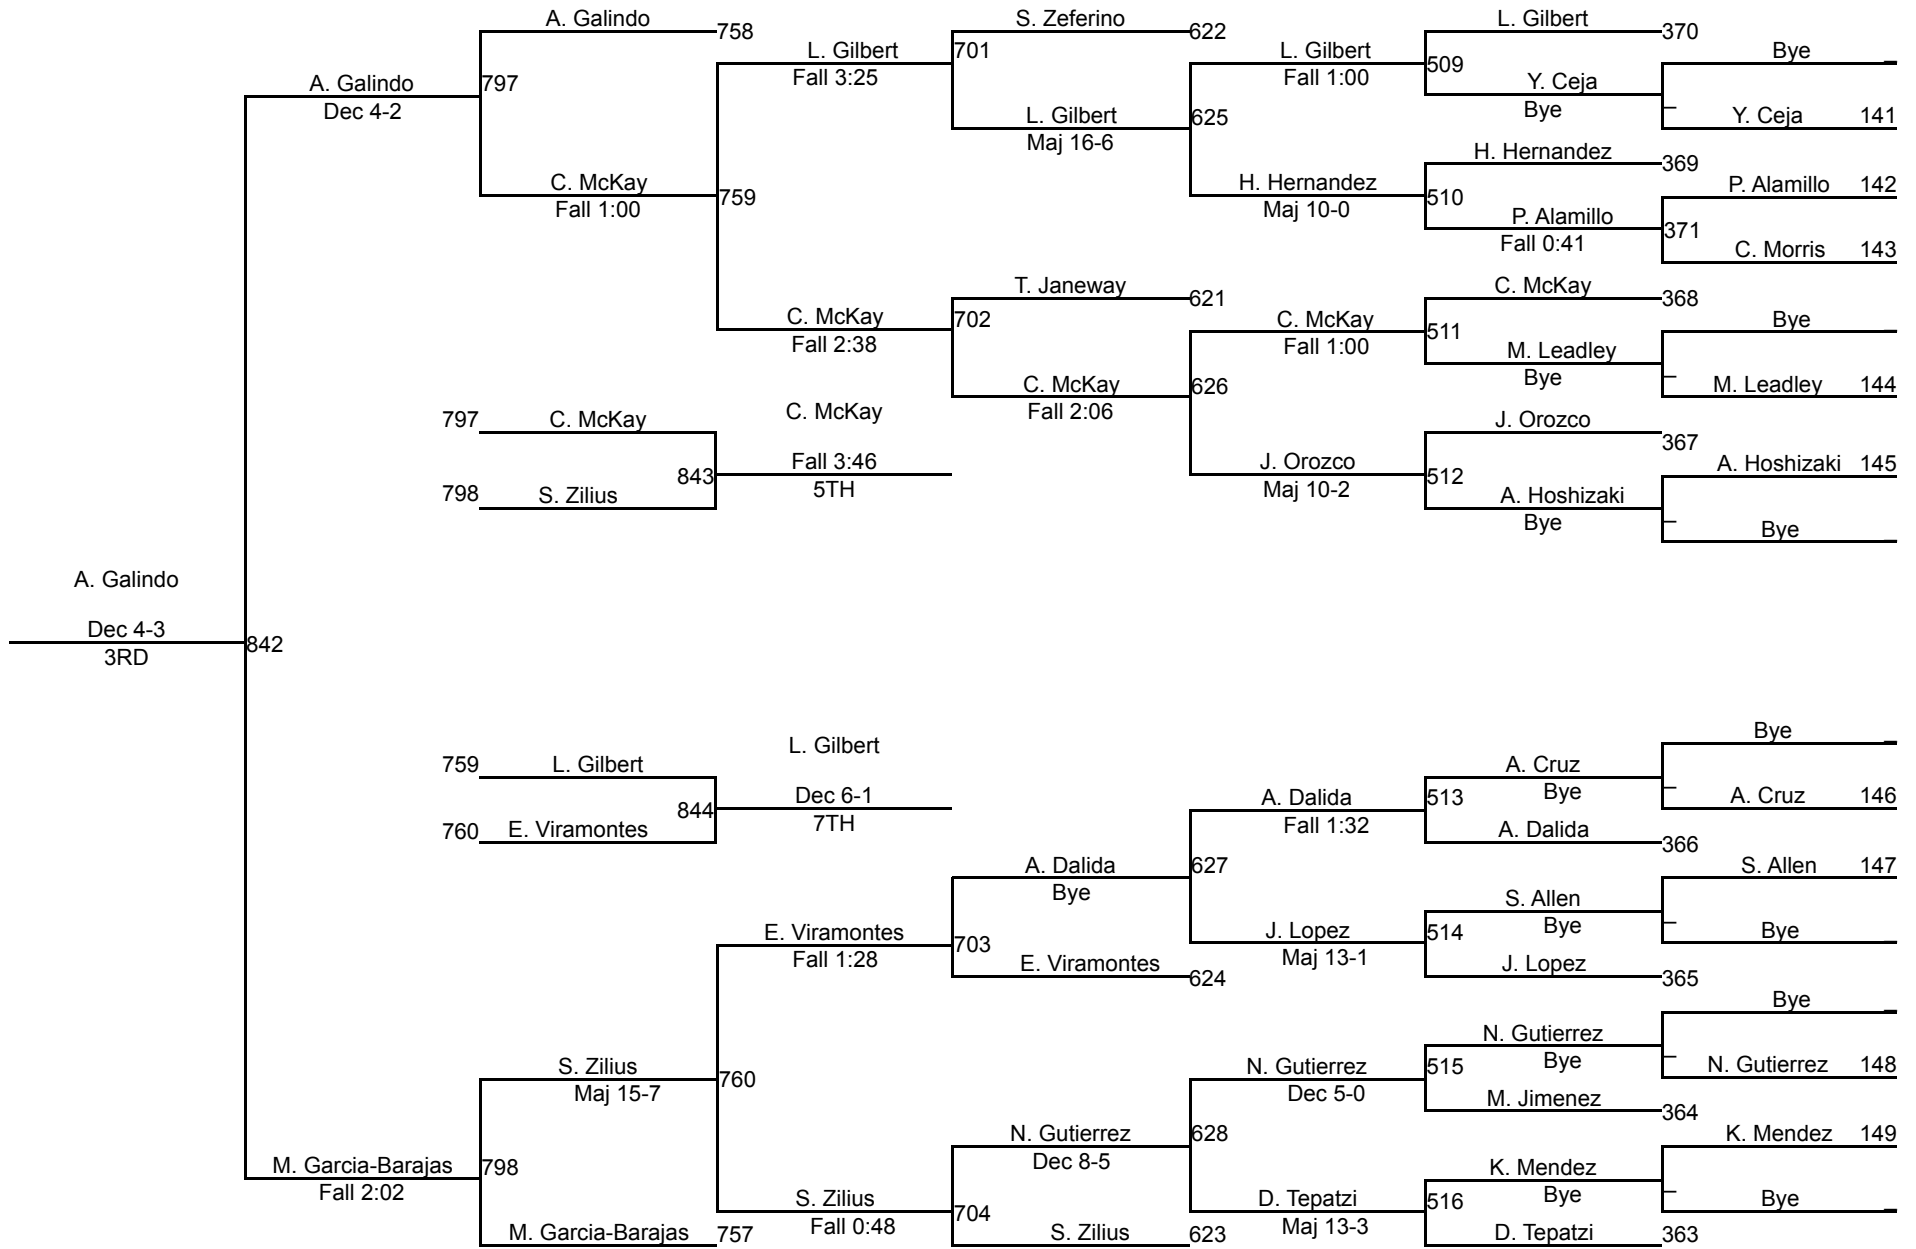 A. Galindo
758
S. Zeferino
622
L. Gilbert
370
L. Gilbert
Fall 3:25
701
L. Gilbert
Fall 1:00
509
Bye
Y. Ceja
Bye
Y. Ceja 141
A. Galindo
Dec 4-2
797
L. Gilbert
Maj 16-6
625
H. Hernandez
369
C. McKay
Fall 1:00
759
H. Hernandez
Maj 10-0
510
P. Alamillo 142
P. Alamillo
Fall 0:41
371
C. Morris 143
T. Janeway
621
C. McKay
368
C. McKay
Fall 2:38
702
C. McKay
Fall 1:00
511
Bye
M. Leadley
Bye
M. Leadley 144
C. McKay
Fall 2:06
626
797 C. McKay
C. McKay
J. Orozco
367
843
Fall 3:46
5TH
798 S. Zilius
J. Orozco
Maj 10-2
512
A. Hoshizaki 145
A. Hoshizaki
Bye
Bye
A. Galindo
Dec 4-3
3RD
842
L. Gilbert
759 L. Gilbert
844
Dec 6-1
7TH
760 E. Viramontes
Bye
A. Cruz
Bye
A. Cruz 146
A. Dalida
Fall 1:32
513
A. Dalida
366
A. Dalida
Bye
627
S. Allen 147
S. Allen
Bye
Bye
E. Viramontes
Fall 1:28
703
J. Lopez
Maj 13-1
514
E. Viramontes
624
J. Lopez
365
Bye
N. Gutierrez
Bye
N. Gutierrez 148
S. Zilius
Maj 15-7
760
N. Gutierrez
Dec 5-0
515
M. Jimenez
364
N. Gutierrez
Dec 8-5
628
K. Mendez 149
M. Garcia-Barajas
Fall 2:02
798
K. Mendez
Bye
Bye
S. Zilius
Fall 0:48
704
D. Tepatzi
Maj 13-3
516
M. Garcia-Barajas
757
S. Zilius
623
D. Tepatzi
363